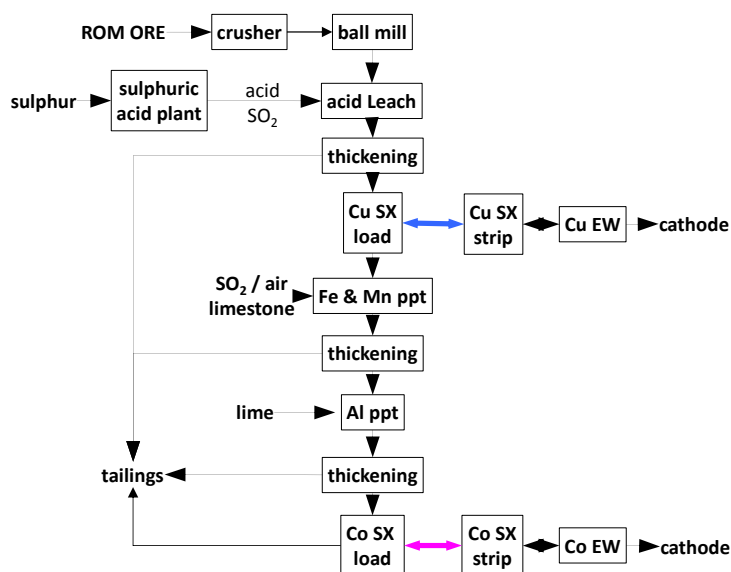 ROM ORE
crusher
ball mill
sulphur
sulphuric
acid plant
acid
SO₂
acid Leach
thickening
Cu SX
load
Cu SX
strip
Cu EW
cathode
SO₂ / air
limestone
Fe & Mn ppt
thickening
lime
Al ppt
tailings
thickening
Co SX
load
Co SX
strip
Co EW
cathode